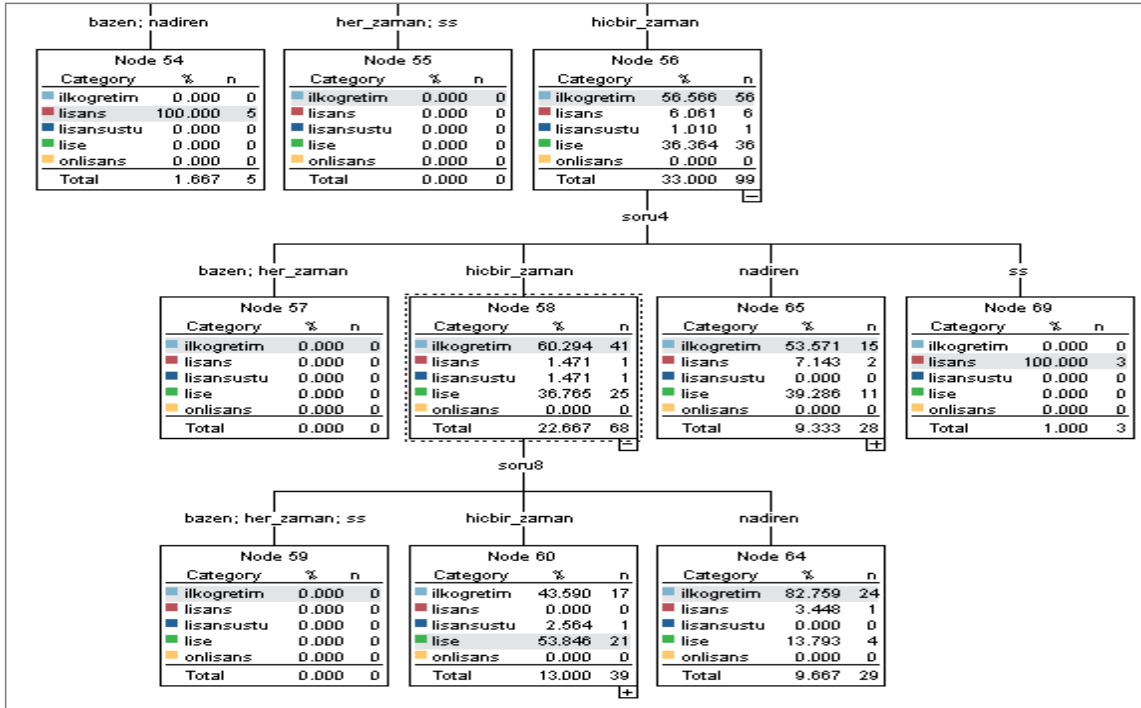 bazen; nadiren
her_zaman; ss
hicbir_zaman
Node 54
Category % n
ilkogretim 0.000 0
lisans 100.000 5
lisansustu 0.000 0
lise 0.000 0
onlisans 0.000 0
Total 1.667 5
Node 55
Category % n
ilkogretim 0.000 0
lisans 0.000 0
lisansustu 0.000 0
lise 0.000 0
onlisans 0.000 0
Total 0.000 0
Node 56
Category % n
ilkogretim 56.566 56
lisans 6.061 6
lisansustu 1.010 1
lise 36.364 36
onlisans 0.000 0
Total 33.000 99
soru4
bazen; her_zaman
hicbir_zaman
nadiren
ss
Node 57
Category % n
ilkogretim 0.000 0
lisans 0.000 0
lisansustu 0.000 0
lise 0.000 0
onlisans 0.000 0
Total 0.000 0
Node 58
Category % n
ilkogretim 60.294 41
lisans 1.471 1
lisansustu 1.471 1
lise 36.765 25
onlisans 0.000 0
Total 22.667 68
Node 65
Category % n
ilkogretim 53.571 15
lisans 7.143 2
lisansustu 0.000 0
lise 39.286 11
onlisans 0.000 0
Total 9.333 28
Node 69
Category % n
ilkogretim 0.000 0
lisans 100.000 3
lisansustu 0.000 0
lise 0.000 0
onlisans 0.000 0
Total 1.000 3
soru8
bazen; her_zaman; ss
hicbir_zaman
nadiren
Node 59
Category % n
ilkogretim 0.000 0
lisans 0.000 0
lisansustu 0.000 0
lise 0.000 0
onlisans 0.000 0
Total 0.000 0
Node 60
Category % n
ilkogretim 43.590 17
lisans 0.000 0
lisansustu 2.564 1
lise 53.846 21
onlisans 0.000 0
Total 13.000 39
Node 64
Category % n
ilkogretim 82.759 24
lisans 3.448 1
lisansustu 0.000 0
lise 13.793 4
onlisans 0.000 0
Total 9.667 29